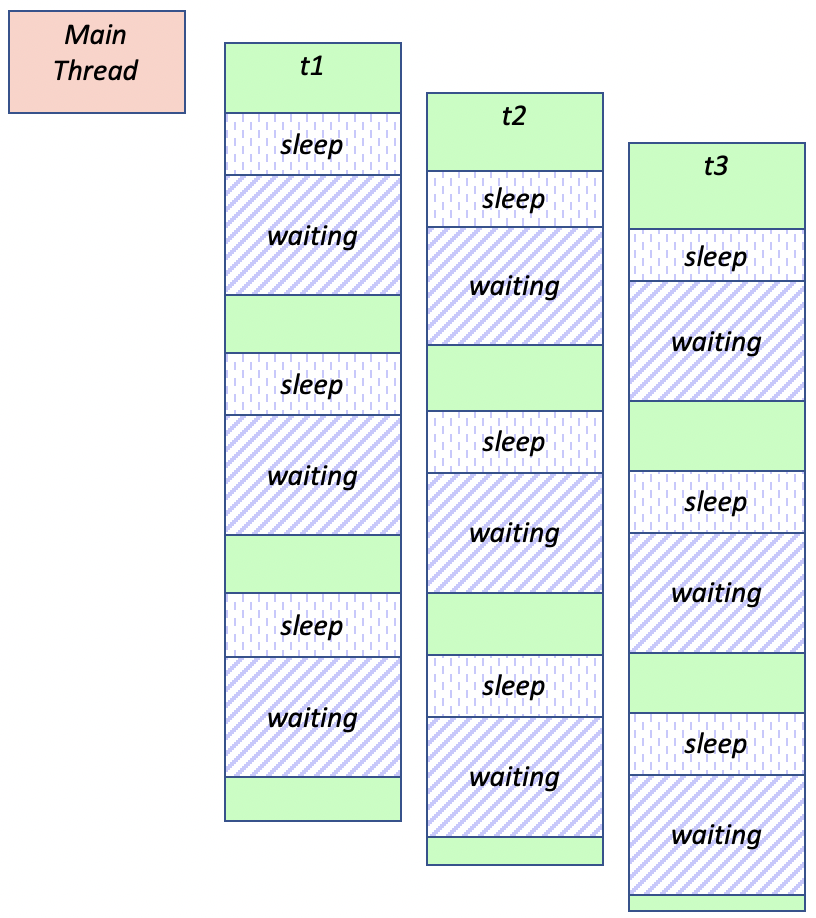 Main
Thread
t1
sleep
waiting
sleep
waiting
sleep
waiting
t2
sleep
waiting
sleep
waiting
sleep
waiting
t3
sleep
waiting
sleep
waiting
sleep
waiting